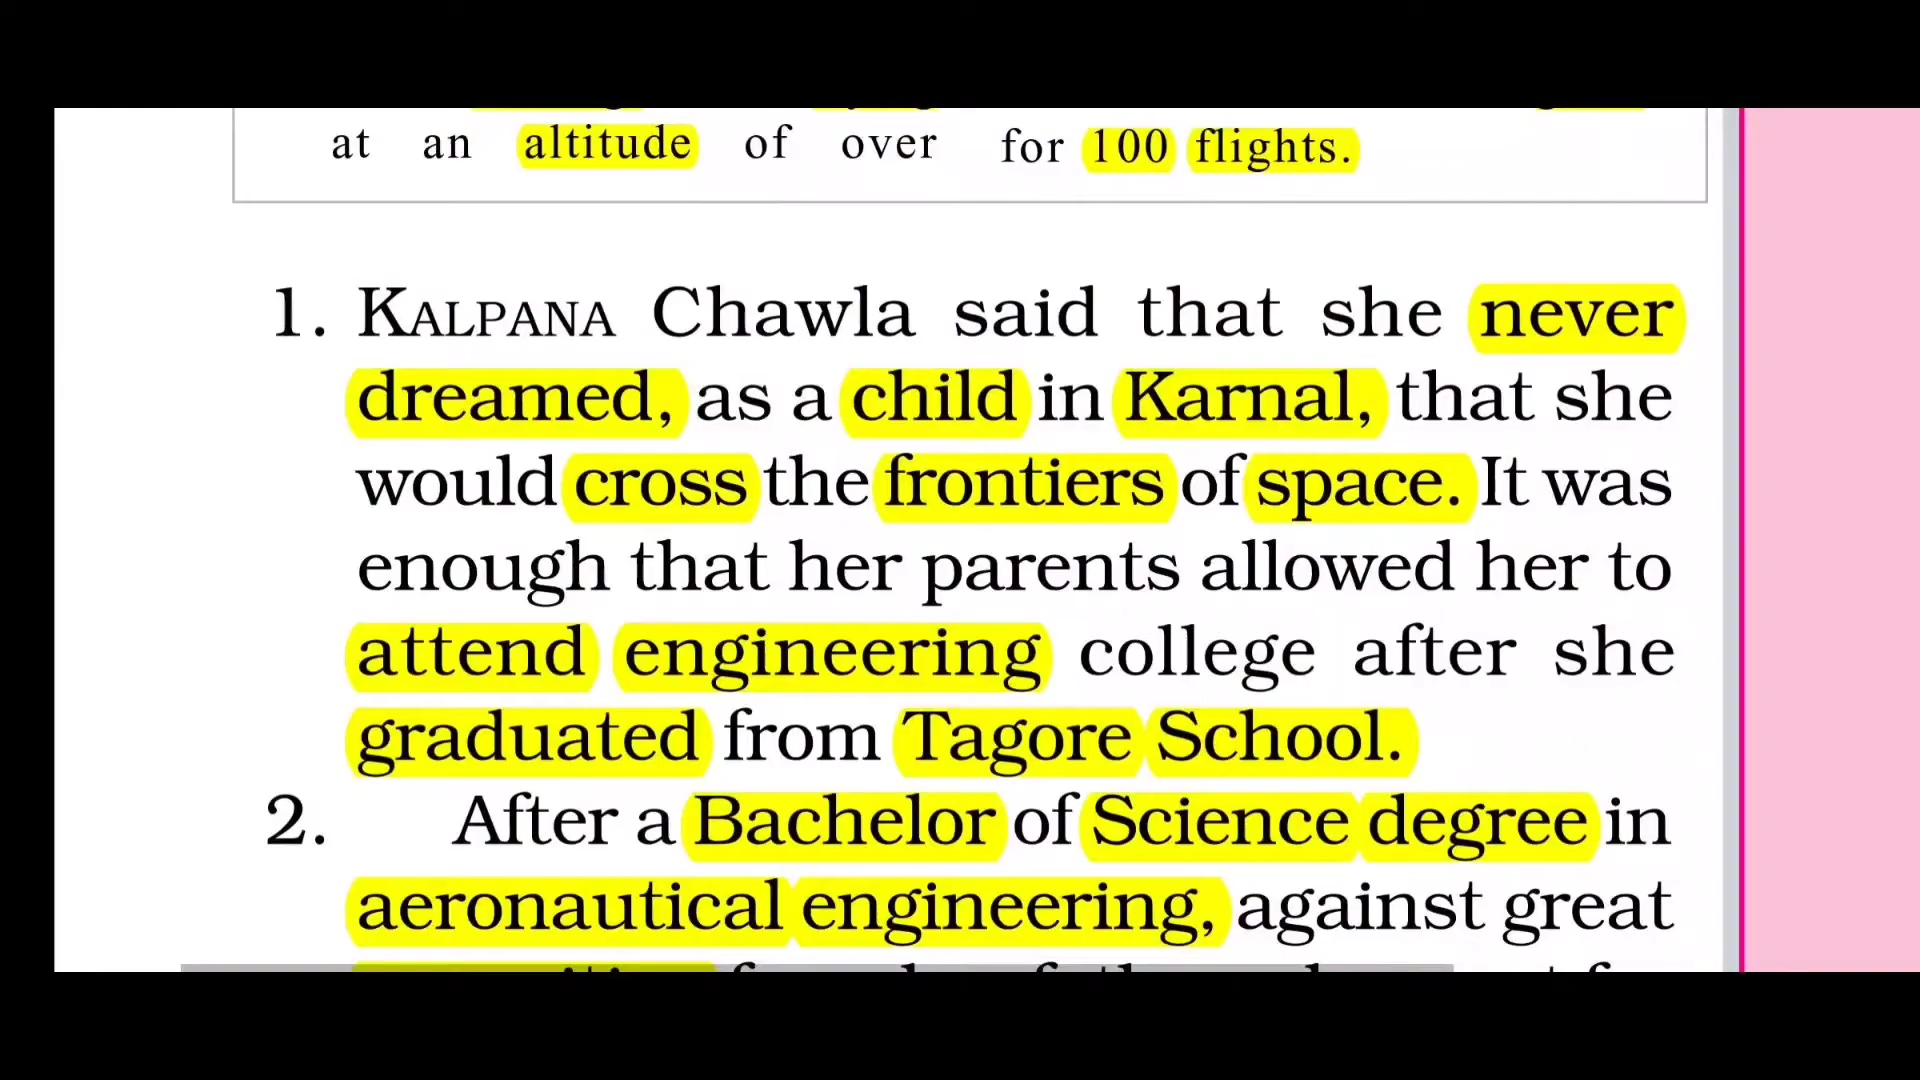 at an altitude of over for 100 flights.
1. KALPANA Chawla said that she never
dreamed, as a child in Karnal, that she
would cross the frontiers of space. It was
enough that her parents allowed her to
attend engineering college after she
graduated from Tagore School.
2. After a Bachelor of Science degree in
aeronautical engineering, against great